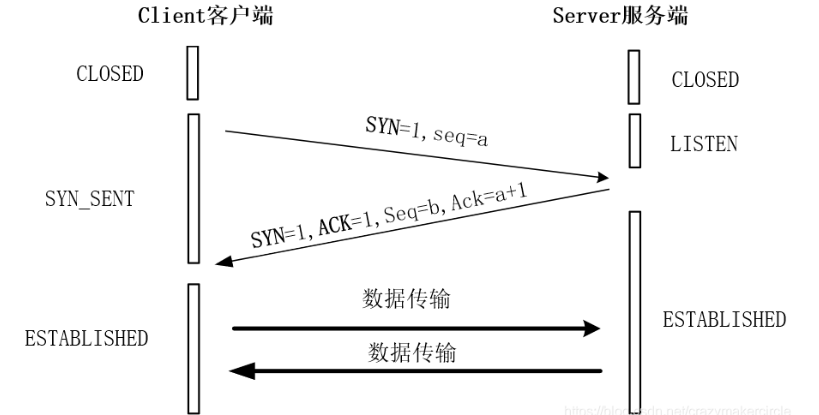 Client客户端
Server服务端
CLOSED
CLOSED
SYN=1,seq=a
LISTEN
SYN_SENT
SYN=1,ACK=1,Seq=b,Ack=a+1
数据传输
ESTABLISHED
ESTABLISHED
数据传输
https://blog.csdn.net/crazymakercircle